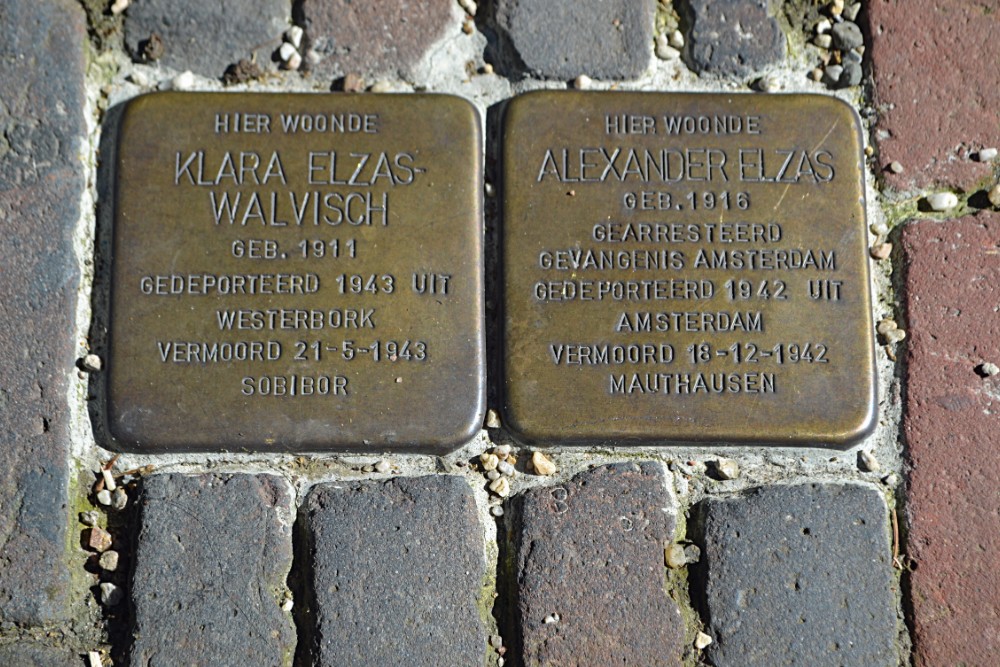 HIER WOONDE
KLARA ELZAS-
WALVISCH
GEB. 1911
GEDEPORTEERD 1943 UIT
WESTERBORK
VERMOORD 21-5-1943
SOBIBOR
HIER WOONDE
ALEXANDER ELZAS
GEB. 1916
GEARRESTEERD
GEVANGENIS AMSTERDAM
GEDEPORTEERD 1942 UIT
AMSTERDAM
VERMOORD 18-12-1942
MAUTHAUSEN